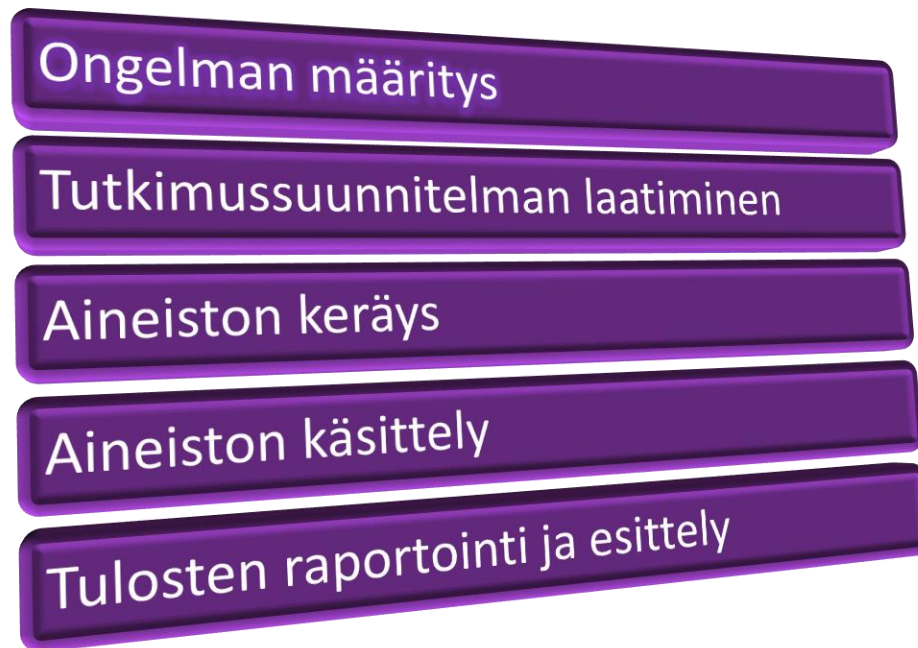 Ongelman määritys
Tutkimussuunnitelman laatiminen
Aineiston keräys
Aineiston käsittely
Tulosten raportointi ja esittely